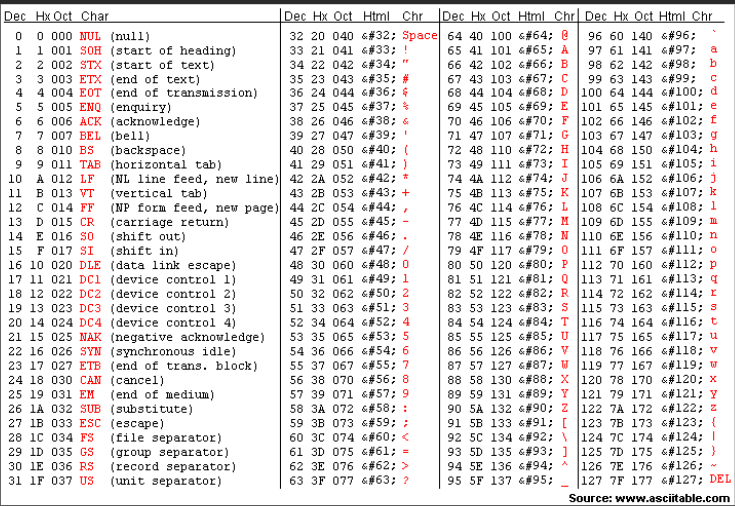 Dec Hx Oct Char Dec Hx Oct Html Chr Dec Hx Oct Html Chr Dec Hx Oct Html Chr
0 0 000 NUL (null) 32 20 040 &#32; Space 64 40 100 &#64; @ 96 60 140 &#96; `
1 1 001 SOH (start of heading) 33 21 041 &#33; ! 65 41 101 &#65; A 97 61 141 &#97; a
2 2 002 STX (start of text) 34 22 042 &#34; " 66 42 102 &#66; B 98 62 142 &#98; b
3 3 003 ETX (end of text) 35 23 043 &#35; # 67 43 103 &#67; C 99 63 143 &#99; c
4 4 004 EOT (end of transmission) 36 24 044 &#36; $ 68 44 104 &#68; D 100 64 144 &#100; d
5 5 005 ENQ (enquiry) 37 25 045 &#37; % 69 45 105 &#69; E 101 65 145 &#101; e
6 6 006 ACK (acknowledge) 38 26 046 &#38; & 70 46 106 &#70; F 102 66 146 &#102; f
7 7 007 BEL (bell) 39 27 047 &#39; ' 71 47 107 &#71; G 103 67 147 &#103; g
8 8 010 BS (backspace) 40 28 050 &#40; ( 72 48 110 &#72; H 104 68 150 &#104; h
9 9 011 TAB (horizontal tab) 41 29 051 &#41; ) 73 49 111 &#73; I 105 69 151 &#105; i
10 A 012 LF (NL line feed, new line) 42 2A 052 &#42; * 74 4A 112 &#74; J 106 6A 152 &#106; j
11 B 013 VT (vertical tab) 43 2B 053 &#43; + 75 4B 113 &#75; K 107 6B 153 &#107; k
12 C 014 FF (NP form feed, new page) 44 2C 054 &#44; , 76 4C 114 &#76; L 108 6C 154 &#108; l
13 D 015 CR (carriage return) 45 2D 055 &#45; - 77 4D 115 &#77; M 109 6D 155 &#109; m
14 E 016 SO (shift out) 46 2E 056 &#46; . 78 4E 116 &#78; N 110 6E 156 &#110; n
15 F 017 SI (shift in) 47 2F 057 &#47; / 79 4F 117 &#79; O 111 6F 157 &#111; o
16 10 020 DLE (data link escape) 48 30 060 &#48; 0 80 50 120 &#80; P 112 70 160 &#112; p
17 11 021 DC1 (device control 1) 49 31 061 &#49; 1 81 51 121 &#81; Q 113 71 161 &#113; q
18 12 022 DC2 (device control 2) 50 32 062 &#50; 2 82 52 122 &#82; R 114 72 162 &#114; r
19 13 023 DC3 (device control 3) 51 33 063 &#51; 3 83 53 123 &#83; S 115 73 163 &#115; s
20 14 024 DC4 (device control 4) 52 34 064 &#52; 4 84 54 124 &#84; T 116 74 164 &#116; t
21 15 025 NAK (negative acknowledge) 53 35 065 &#53; 5 85 55 125 &#85; U 117 75 165 &#117; u
22 16 026 SYN (synchronous idle) 54 36 066 &#54; 6 86 56 126 &#86; V 118 76 166 &#118; v
23 17 027 ETB (end of trans. block) 55 37 067 &#55; 7 87 57 127 &#87; W 119 77 167 &#119; w
24 18 030 CAN (cancel) 56 38 070 &#56; 8 88 58 130 &#88; X 120 78 170 &#120; x
25 19 031 EM (end of medium) 57 39 071 &#57; 9 89 59 131 &#89; Y 121 79 171 &#121; y
26 1A 032 SUB (substitute) 58 3A 072 &#58; : 90 5A 132 &#90; Z 122 7A 172 &#122; z
27 1B 033 ESC (escape) 59 3B 073 &#59; ; 91 5B 133 &#91; [ 123 7B 173 &#123; {
28 1C 034 FS (file separator) 60 3C 074 &#60; < 92 5C 134 &#92; \ 124 7C 174 &#124; |
29 1D 035 GS (group separator) 61 3D 075 &#61; = 93 5D 135 &#93; ] 125 7D 175 &#125; }
30 1E 036 RS (record separator) 62 3E 076 &#62; > 94 5E 136 &#94; ^ 126 7E 176 &#126; ~
31 1F 037 US (unit separator) 63 3F 077 &#63; ? 95 5F 137 &#95; _ 127 7F 177 &#127; DEL
Source: www.asciitable.com